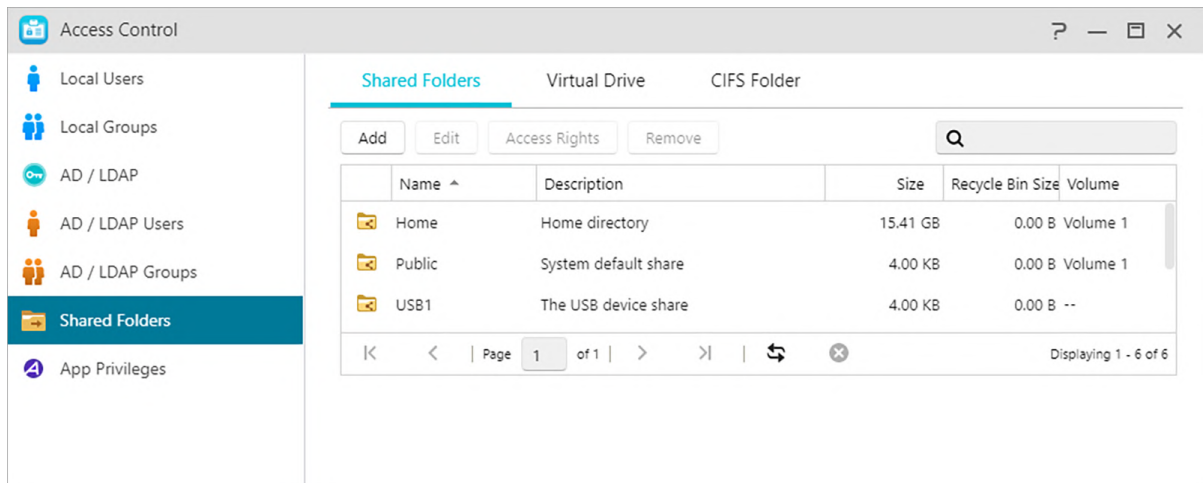 Access Control
Local Users
Local Groups
AD / LDAP
AD / LDAP Users
AD / LDAP Groups
Shared Folders
App Privileges
Shared Folders Virtual Drive CIFS Folder
Add Edit Access Rights Remove
Name Description Size Recycle Bin Size Volume
Home Home directory 15.41 GB 0.00 B Volume 1
Public System default share 4.00 KB 0.00 B Volume 1
USB1 The USB device share 4.00 KB 0.00 B --
Page 1 of 1 Displaying 1 - 6 of 6